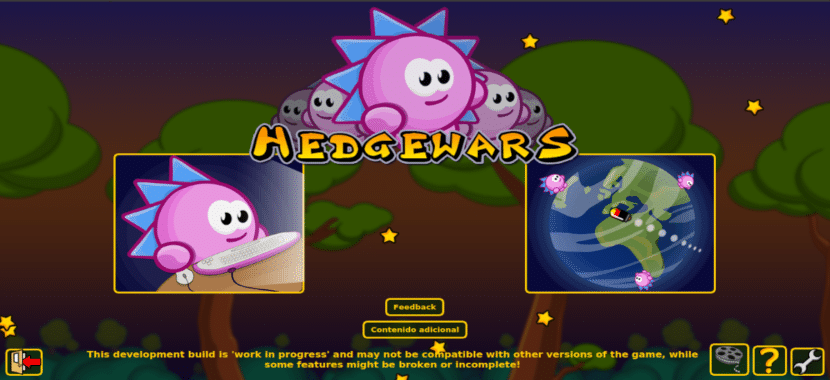 HEDGEWARS
Feedback
Contenido adicional
This development build is 'work in progress' and may not be compatible with other versions of the game, while
some features might be broken or incomplete!
?